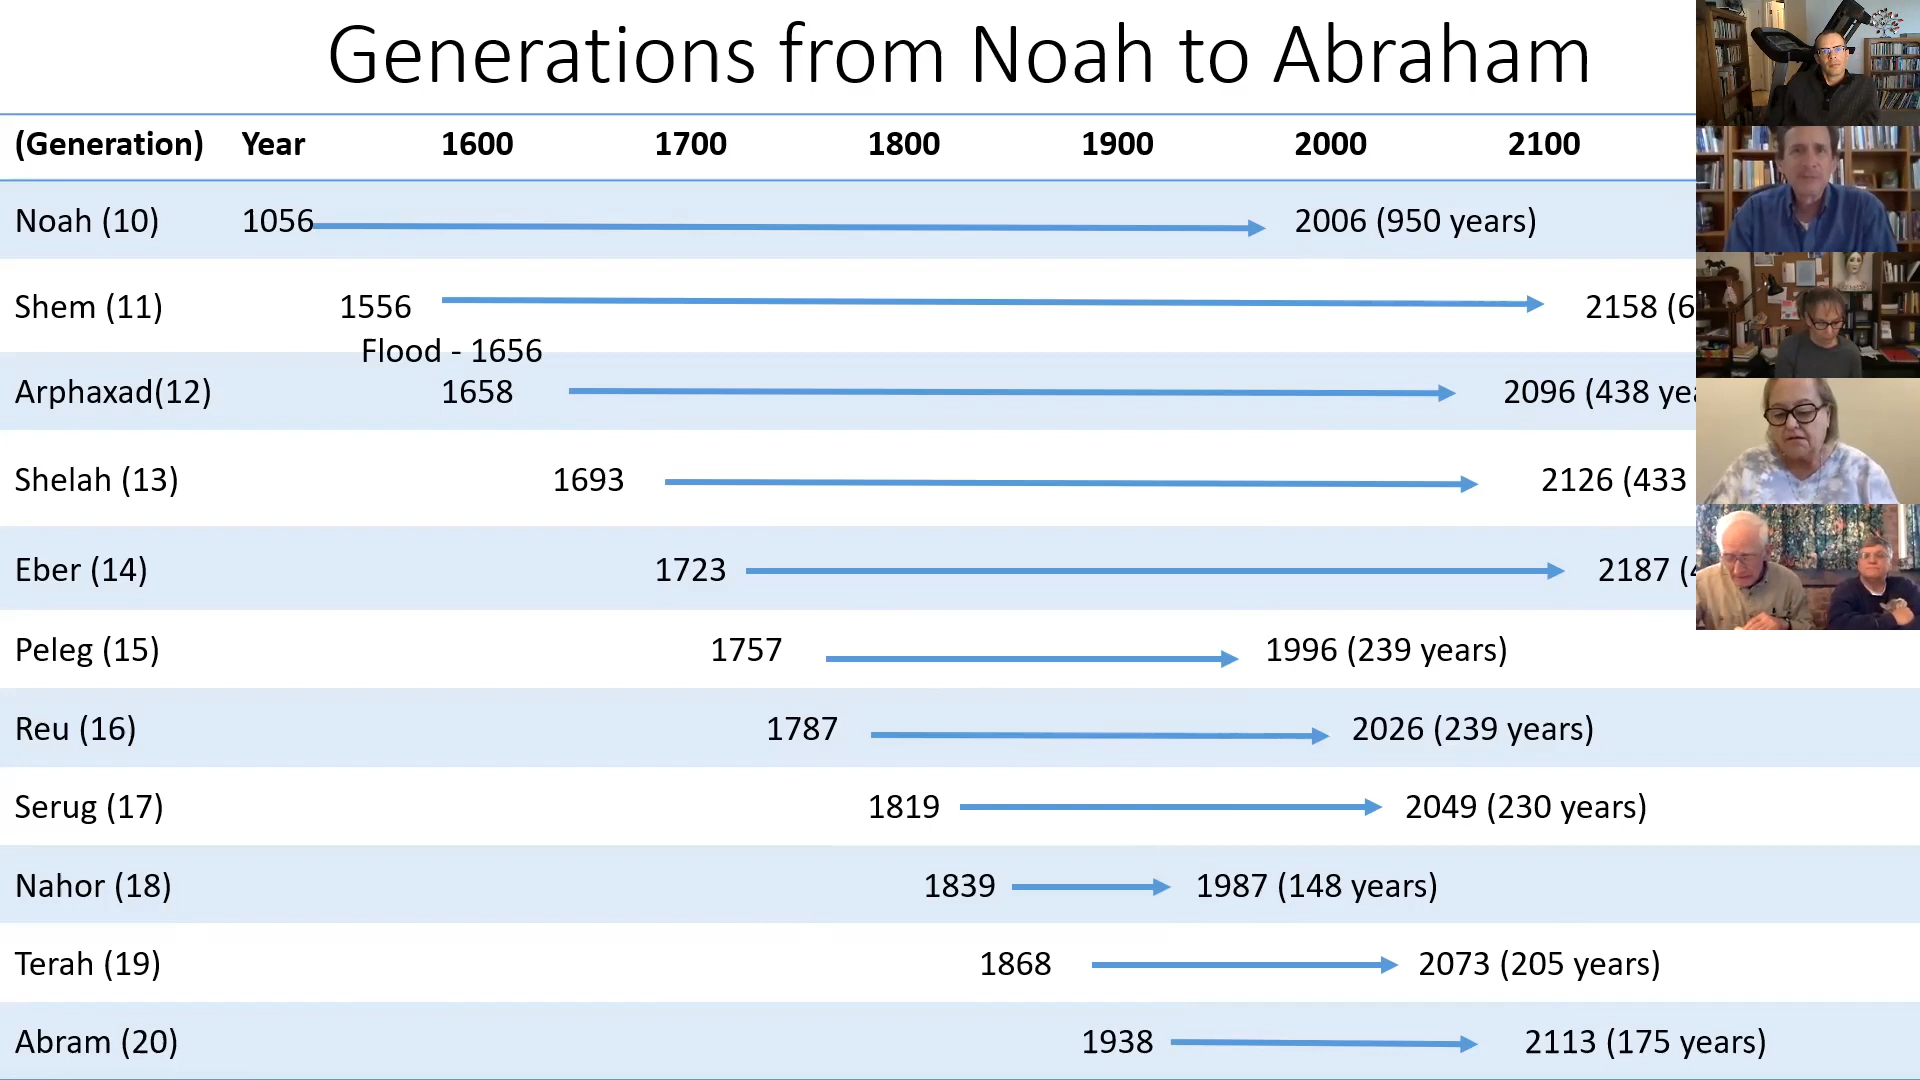 Generations from Noah to Abraham
(Generation) Year 1600 1700 1800 1900 2000 2100
Noah (10) 1056 2006 (950 years)
Shem (11) 1556 2158 (6
Flood - 1656
Arphaxad(12) 1658 2096 (438 yea
Shelah (13) 1693 2126 (433
Eber (14) 1723 2187 (4
Peleg (15) 1757 1996 (239 years)
Reu (16) 1787 2026 (239 years)
Serug (17) 1819 2049 (230 years)
Nahor (18) 1839 1987 (148 years)
Terah (19) 1868 2073 (205 years)
Abram (20) 1938 2113 (175 years)